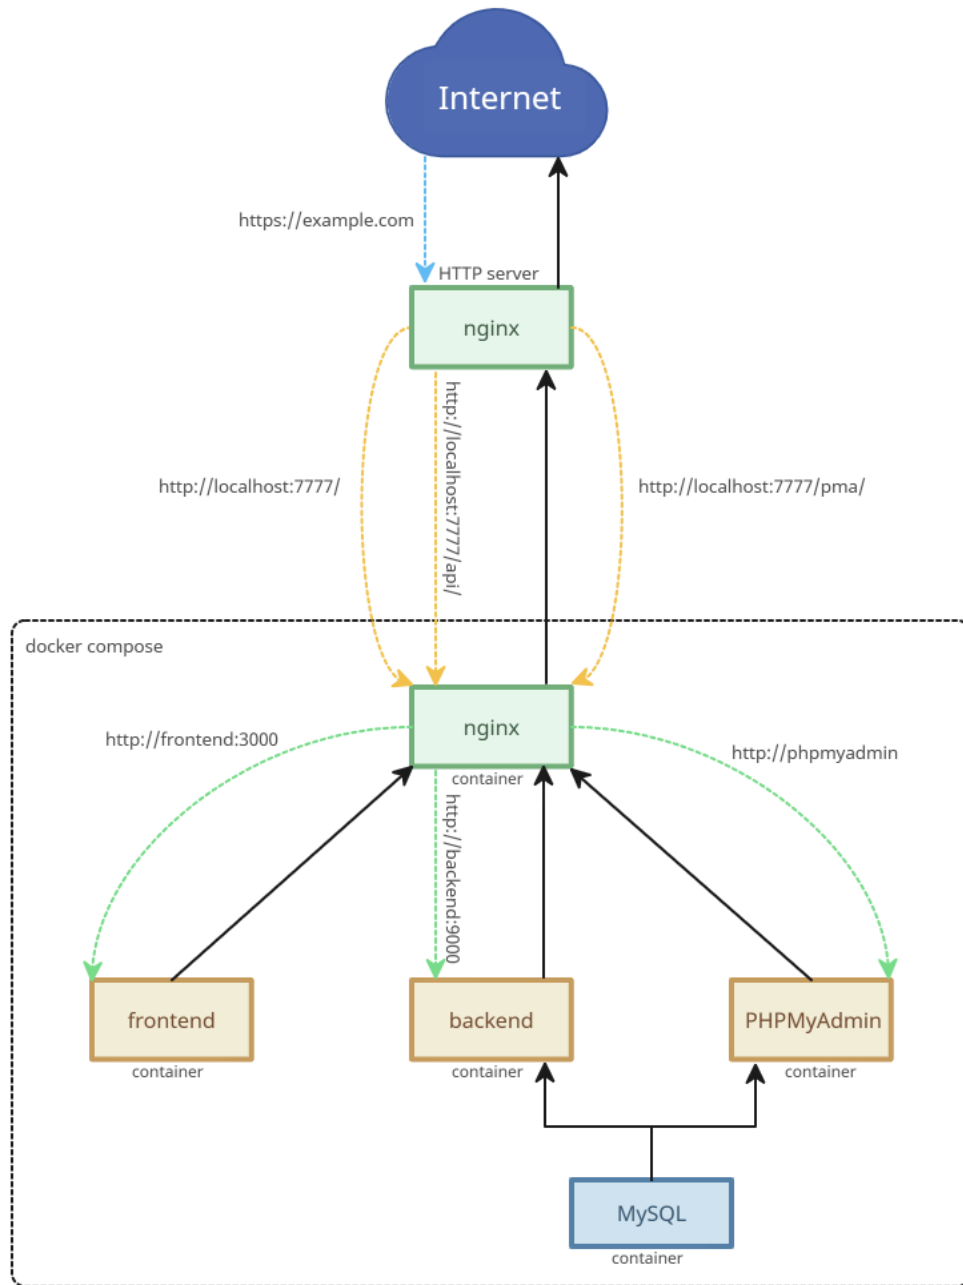 Internet
https://example.com
HTTP server
nginx
http://localhost:7777/
http://localhost:7777/api/
http://localhost:7777/pma/
docker compose
nginx
container
http://frontend:3000
http://backend:9000
http://phpmyadmin
frontend
container
backend
container
PHPMyAdmin
container
MySQL
container